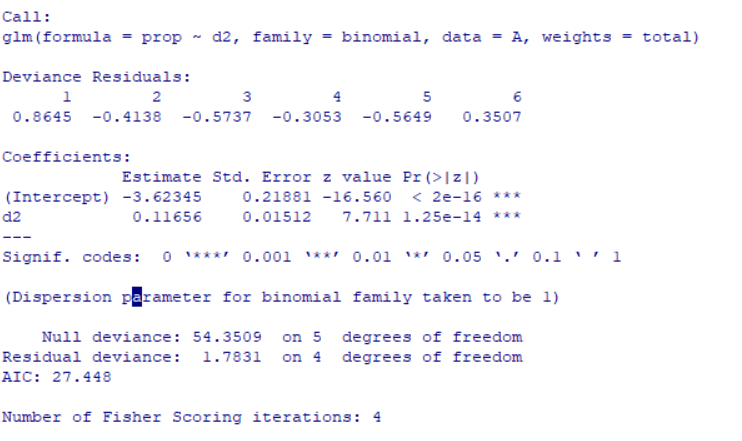 Call:
glm(formula = prop ~ d2, family = binomial, data = A, weights = total)
Deviance Residuals:
1 2 3 4 5 6
0.8645 -0.4138 -0.5737 -0.3053 -0.5649 0.3507
Coefficients:
Estimate Std. Error z value Pr(>|z|)
(Intercept) -3.62345 0.21881 -16.560 < 2e-16 ***
d2 0.11656 0.01512 7.711 1.25e-14 ***
---
Signif. codes: 0 ‘***’ 0.001 ‘**’ 0.01 ‘*’ 0.05 ‘.’ 0.1 ‘ ’ 1
(Dispersion parameter for binomial family taken to be 1)
Null deviance: 54.3509 on 5 degrees of freedom
Residual deviance: 1.7831 on 4 degrees of freedom
AIC: 27.448
Number of Fisher Scoring iterations: 4